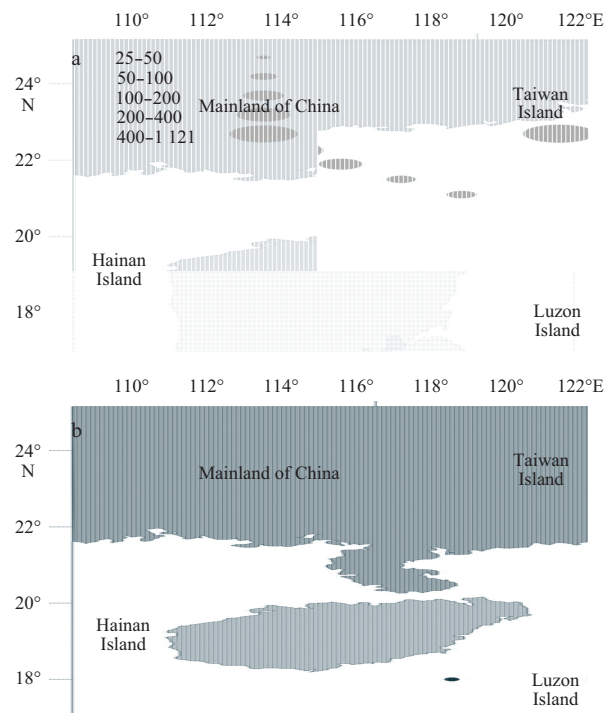 110° 112° 114° 116° 118° 120° 122°E
a
25-50
24°
50-100
N
100-200
Mainland of China
Taiwan
Island
200-400
400-1 121
22°
20°
Hainan
Island
18°
Luzon
Island
110° 112° 114° 116° 118° 120° 122°E
b
24°
N
Mainland of China
Taiwan
Island
22°
20°
Hainan
Island
18°
Luzon
Island